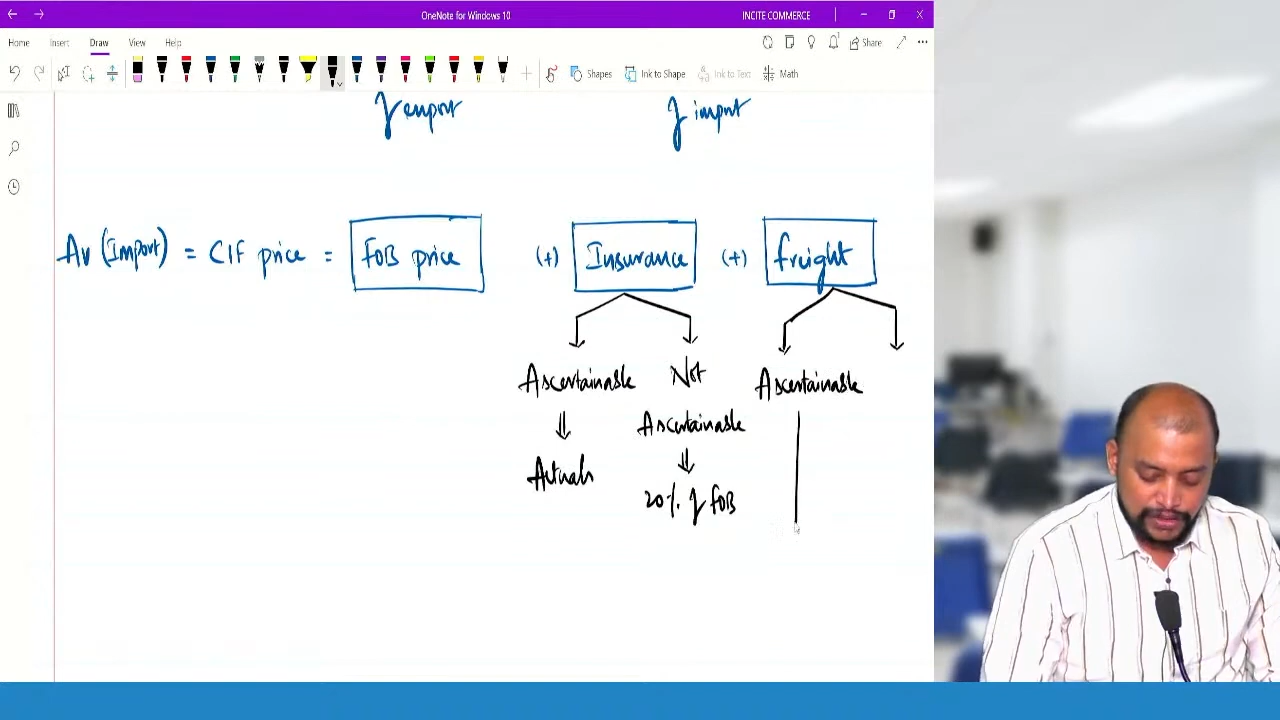 OneNote for Windows 10
INCITE COMMERCE
Home Insert Draw View Help
Share
Shapes Ink to Shape Ink to Text Math
of export of import
AV (Import) = CIF price = FOB price (+) Insurance (+) freight
Ascertainable Not Ascertainable
Ascertainable
Actuals
20% of FOB